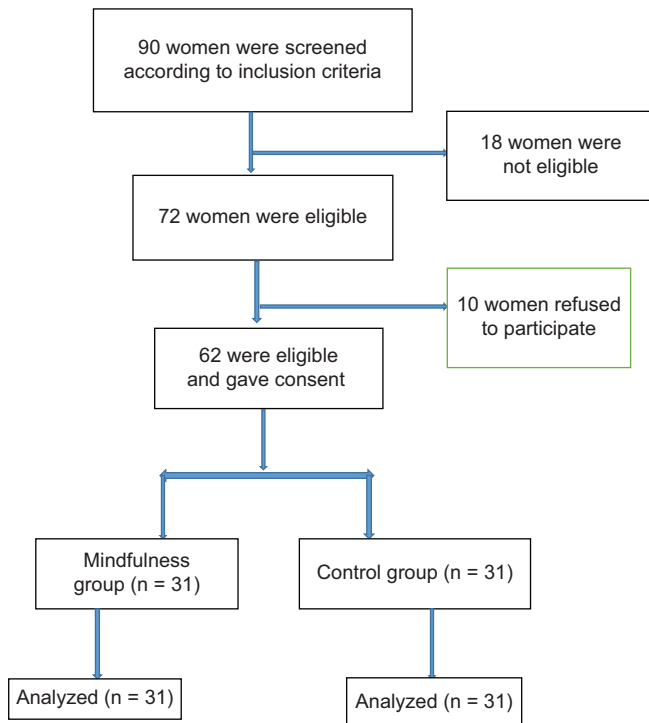 90 women were screened
according to inclusion criteria
18 women were
not eligible
72 women were eligible
10 women refused
to participate
62 were eligible
and gave consent
Mindfulness
group (n = 31)
Control group (n = 31)
Analyzed (n = 31)
Analyzed (n = 31)